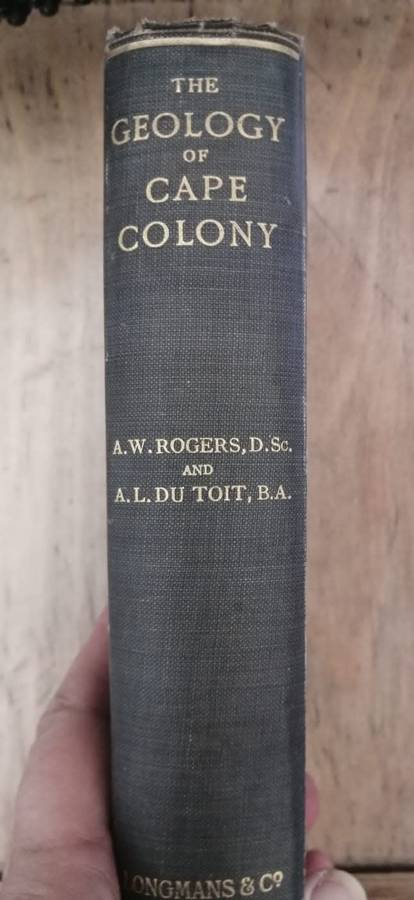 THE
GEOLOGY
OF
CAPE
COLONY
A.W. ROGERS, D.Sc.
AND
A. L. DU TOIT, B.A.
LONGMANS & Cº